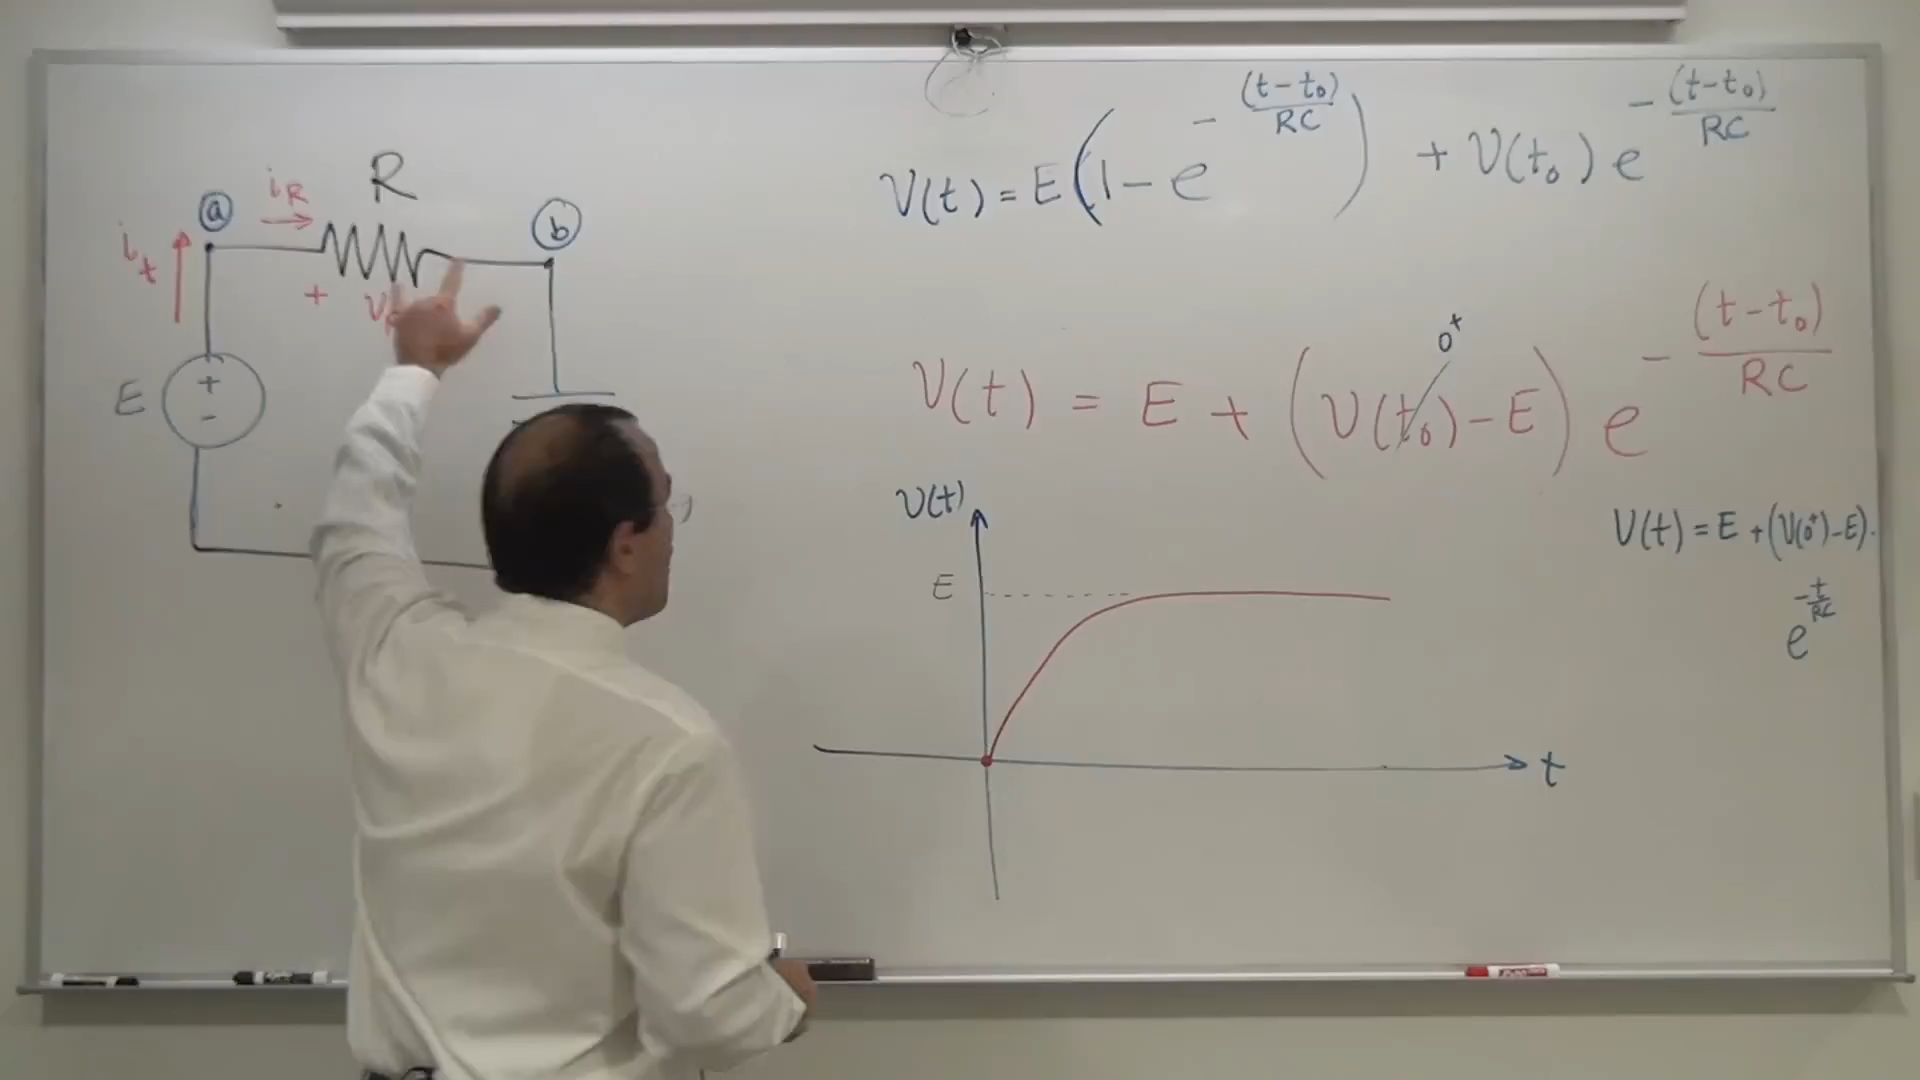 V(t) = E(1 - e^{-(t-t₀)/RC}) + V(t₀) e^{-(t-t₀)/RC}
R
i_R
a
b
i_t
+
E
+
-
0⁺
V(t) = E + (V(t₀) - E) e^{-(t-t₀)/RC}
V(t)
E
t
V(t) = E + (V(0⁺) - E).
e^{-t/RC}